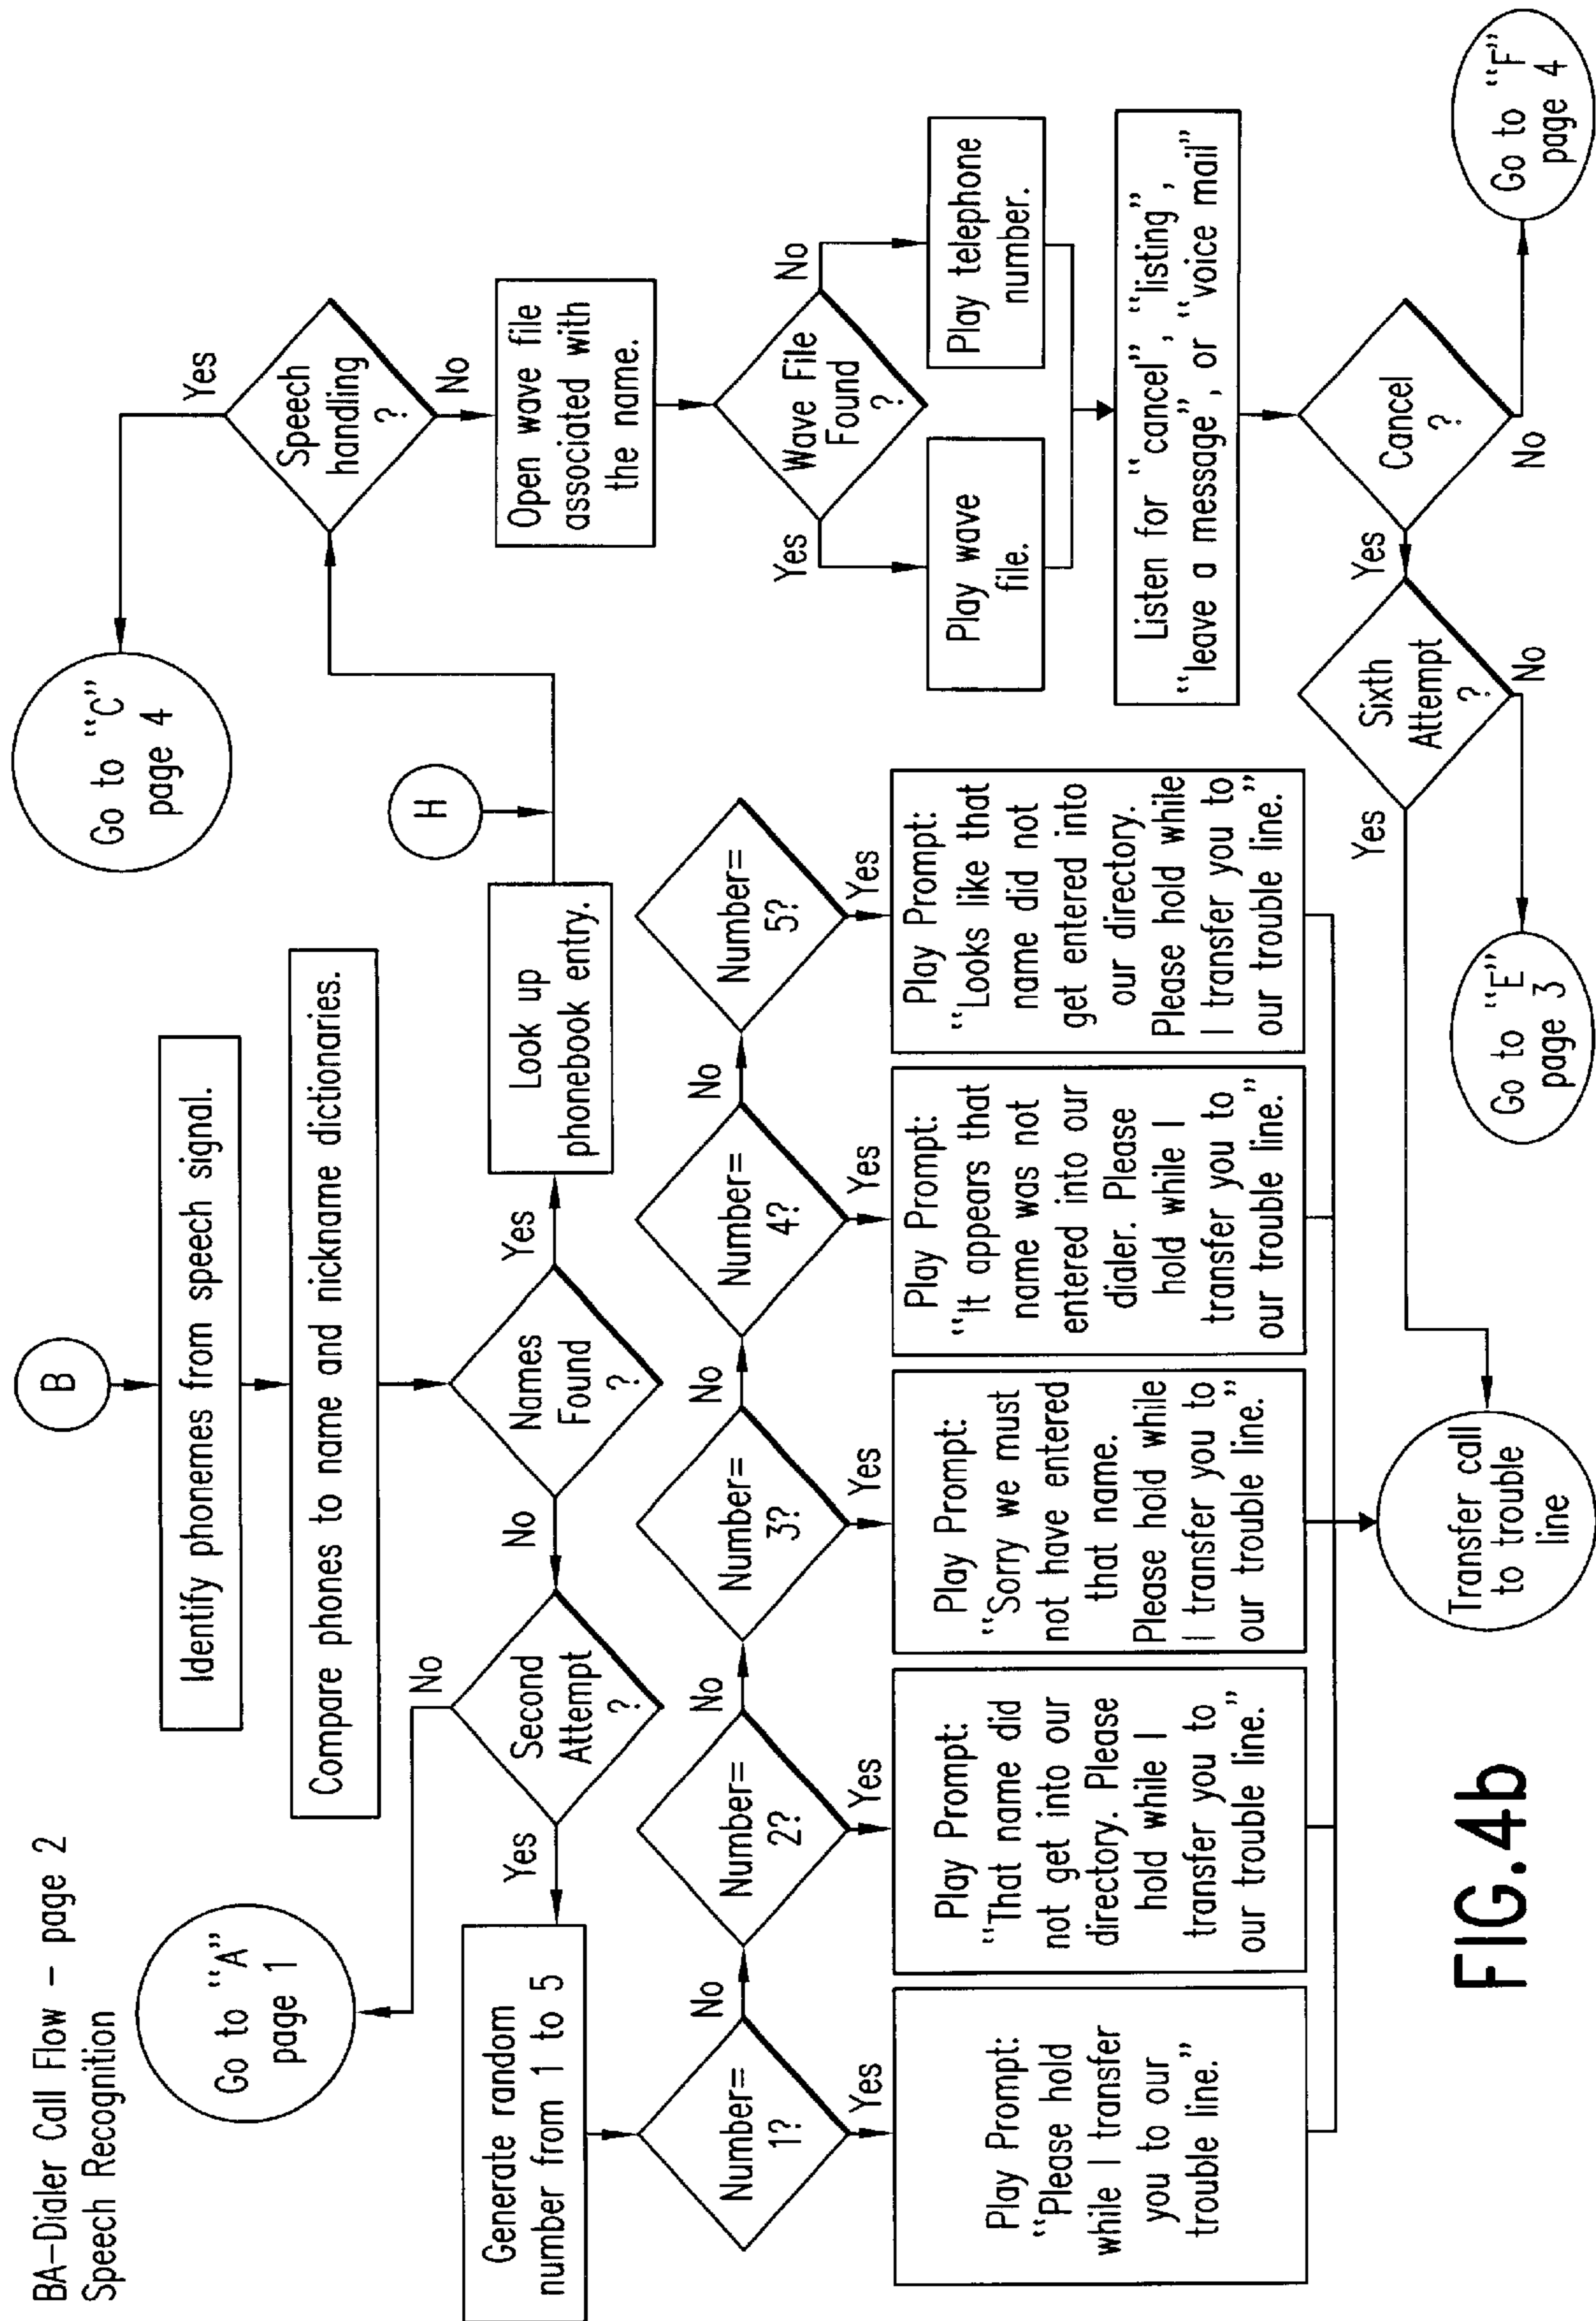 BA-Dialer Call Flow - page 2
Speech Recognition
B
Identify phonemes from speech signal.
Compare phones to name and nickname dictionaries.
Names
Found
?
No
Yes
Second
Attempt
?
No
Yes
Go to "A"
page 1
Look up
phonebook entry.
H
Speech
handling
?
Yes
No
Go to "C"
page 4
Open wave file
associated with
the name.
Wave File
Found
?
Yes
No
Play wave
file.
Play telephone
number.
Listen for "cancel", "listing",
"leave a message", or "voice mail"
Cancel
?
Yes
No
Go to "F"
page 4
Sixth
Attempt
?
Yes
No
Go to "E"
page 3
Generate random
number from 1 to 5
Number=
1?
No
Yes
Number=
2?
No
Yes
Number=
3?
No
Yes
Number=
4?
No
Yes
Number=
5?
Yes
Play Prompt:
"Please hold
while I transfer
you to our
trouble line."
Play Prompt:
"That name did
not get into our
directory. Please
hold while I
transfer you to
our trouble line."
Play Prompt:
"Sorry we must
not have entered
that name.
Please hold while
I transfer you to
our trouble line."
Play Prompt:
"It appears that
name was not
entered into our
dialer. Please
hold while I
transfer you to
our trouble line."
Play Prompt:
"Looks like that
name did not
get entered into
our directory.
Please hold while
I transfer you to
our trouble line."
Transfer call
to trouble
line
FIG.4b